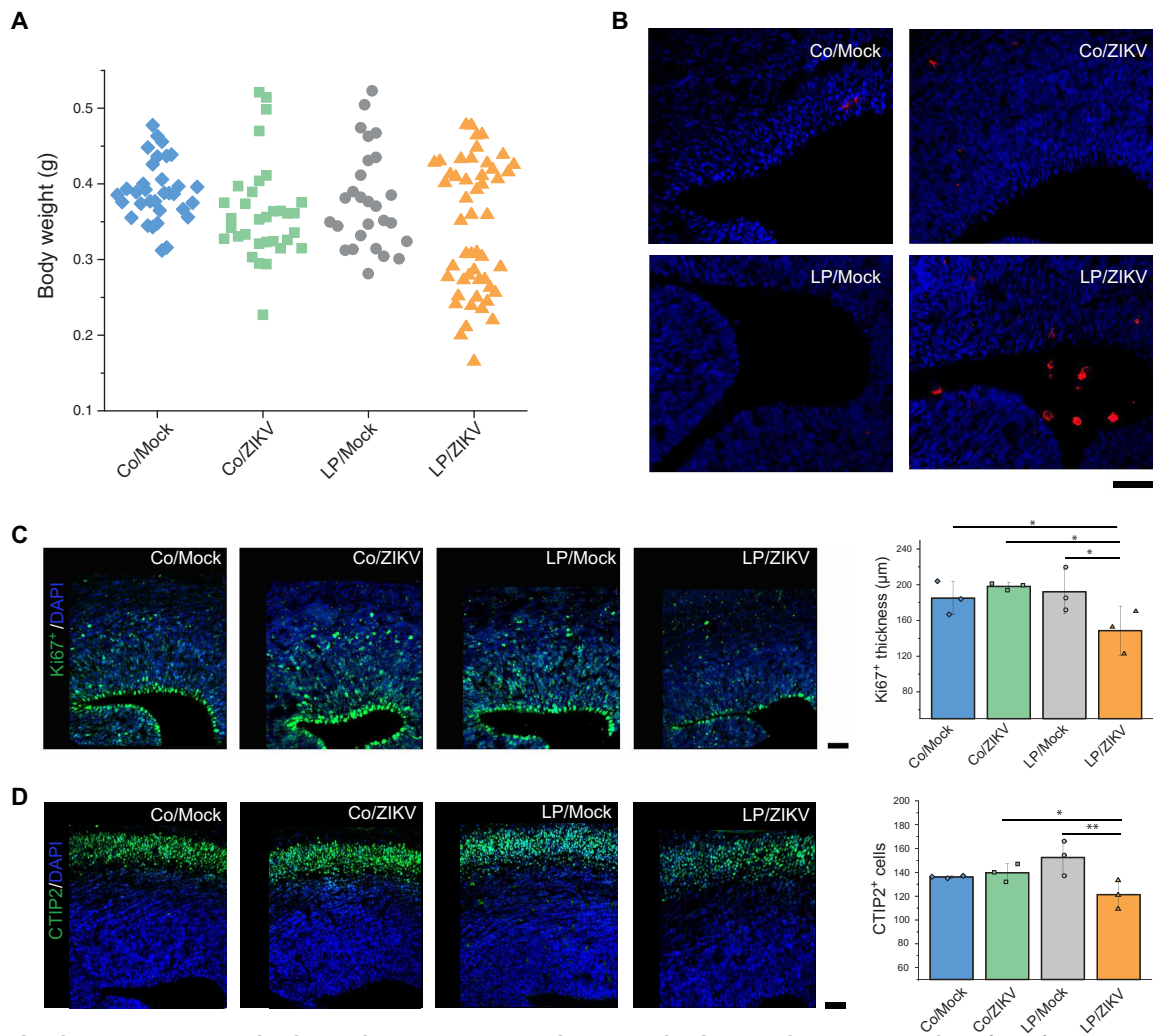 A
Body weight (g)
0.5
0.4
0.3
0.2
0.1
Co/Mock
Co/ZIKV
LP/Mock
LP/ZIKV
B
Co/Mock
Co/ZIKV
LP/Mock
LP/ZIKV
C
Ki67⁺/DAPI
Co/Mock
Co/ZIKV
LP/Mock
LP/ZIKV
Ki67⁺ thickness (µm)
240
200
160
120
80
*
*
*
Co/Mock
Co/ZIKV
LP/Mock
LP/ZIKV
D
CTIP2/DAPI
Co/Mock
Co/ZIKV
LP/Mock
LP/ZIKV
CTIP2⁺ cells
200
180
160
140
120
100
80
60
*
**
Co/Mock
Co/ZIKV
LP/Mock
LP/ZIKV